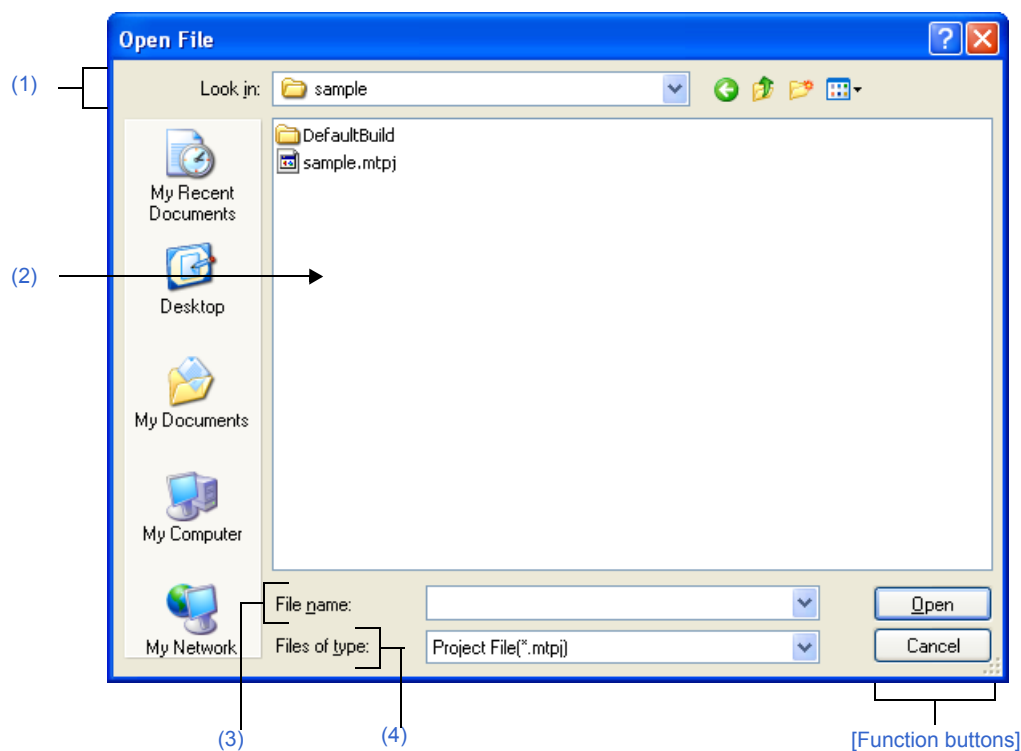 Open File
(1)
Look in:
sample
DefaultBuild
sample.mtpj
My Recent
Documents
(2)
Desktop
My Documents
My Computer
My Network
File name:
Open
Files of type:
Project File(*.mtpj)
Cancel
(3)
(4)
[Function buttons]